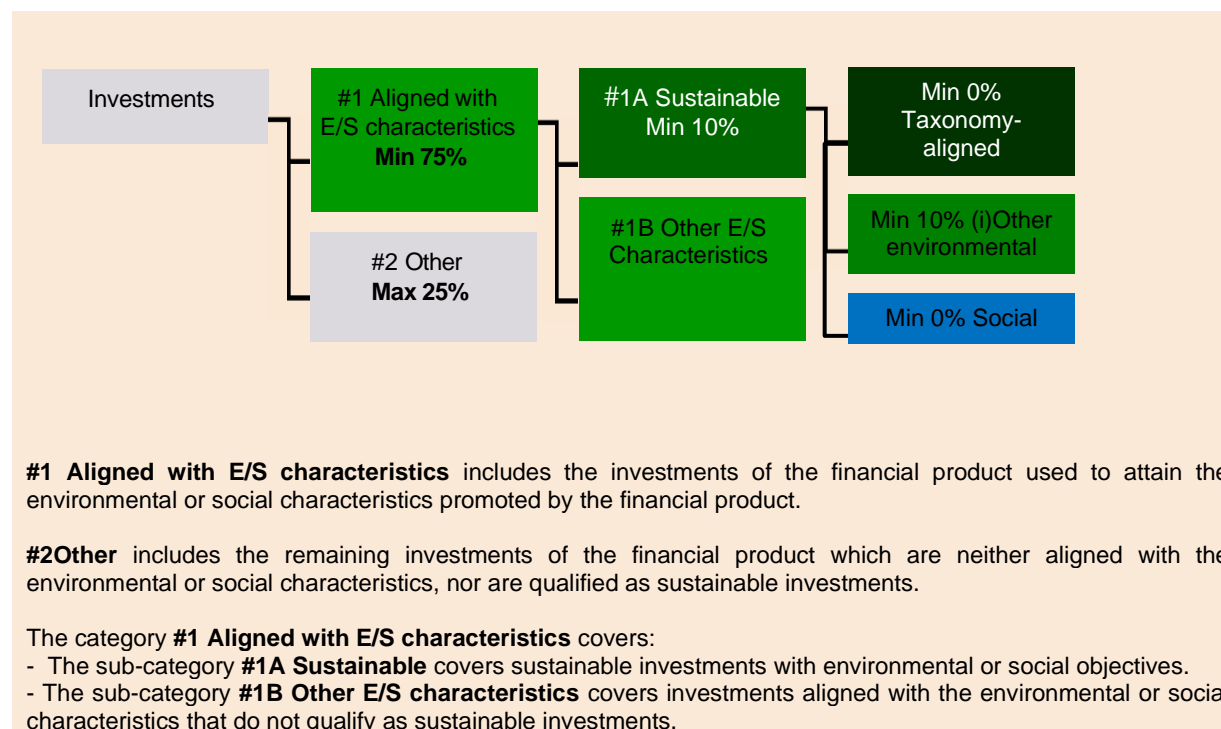 Investments
#1 Aligned with
E/S characteristics
Min 75%
#2 Other
Max 25%
#1A Sustainable
Min 10%
#1B Other E/S
Characteristics
Min 0%
Taxonomy-
aligned
Min 10% (i)Other
environmental
Min 0% Social
#1 Aligned with E/S characteristics includes the investments of the financial product used to attain the
environmental or social characteristics promoted by the financial product.
#2Other includes the remaining investments of the financial product which are neither aligned with the
environmental or social characteristics, nor are qualified as sustainable investments.
The category #1 Aligned with E/S characteristics covers:
- The sub-category #1A Sustainable covers sustainable investments with environmental or social objectives.
- The sub-category #1B Other E/S characteristics covers investments aligned with the environmental or social
characteristics that do not qualify as sustainable investments.